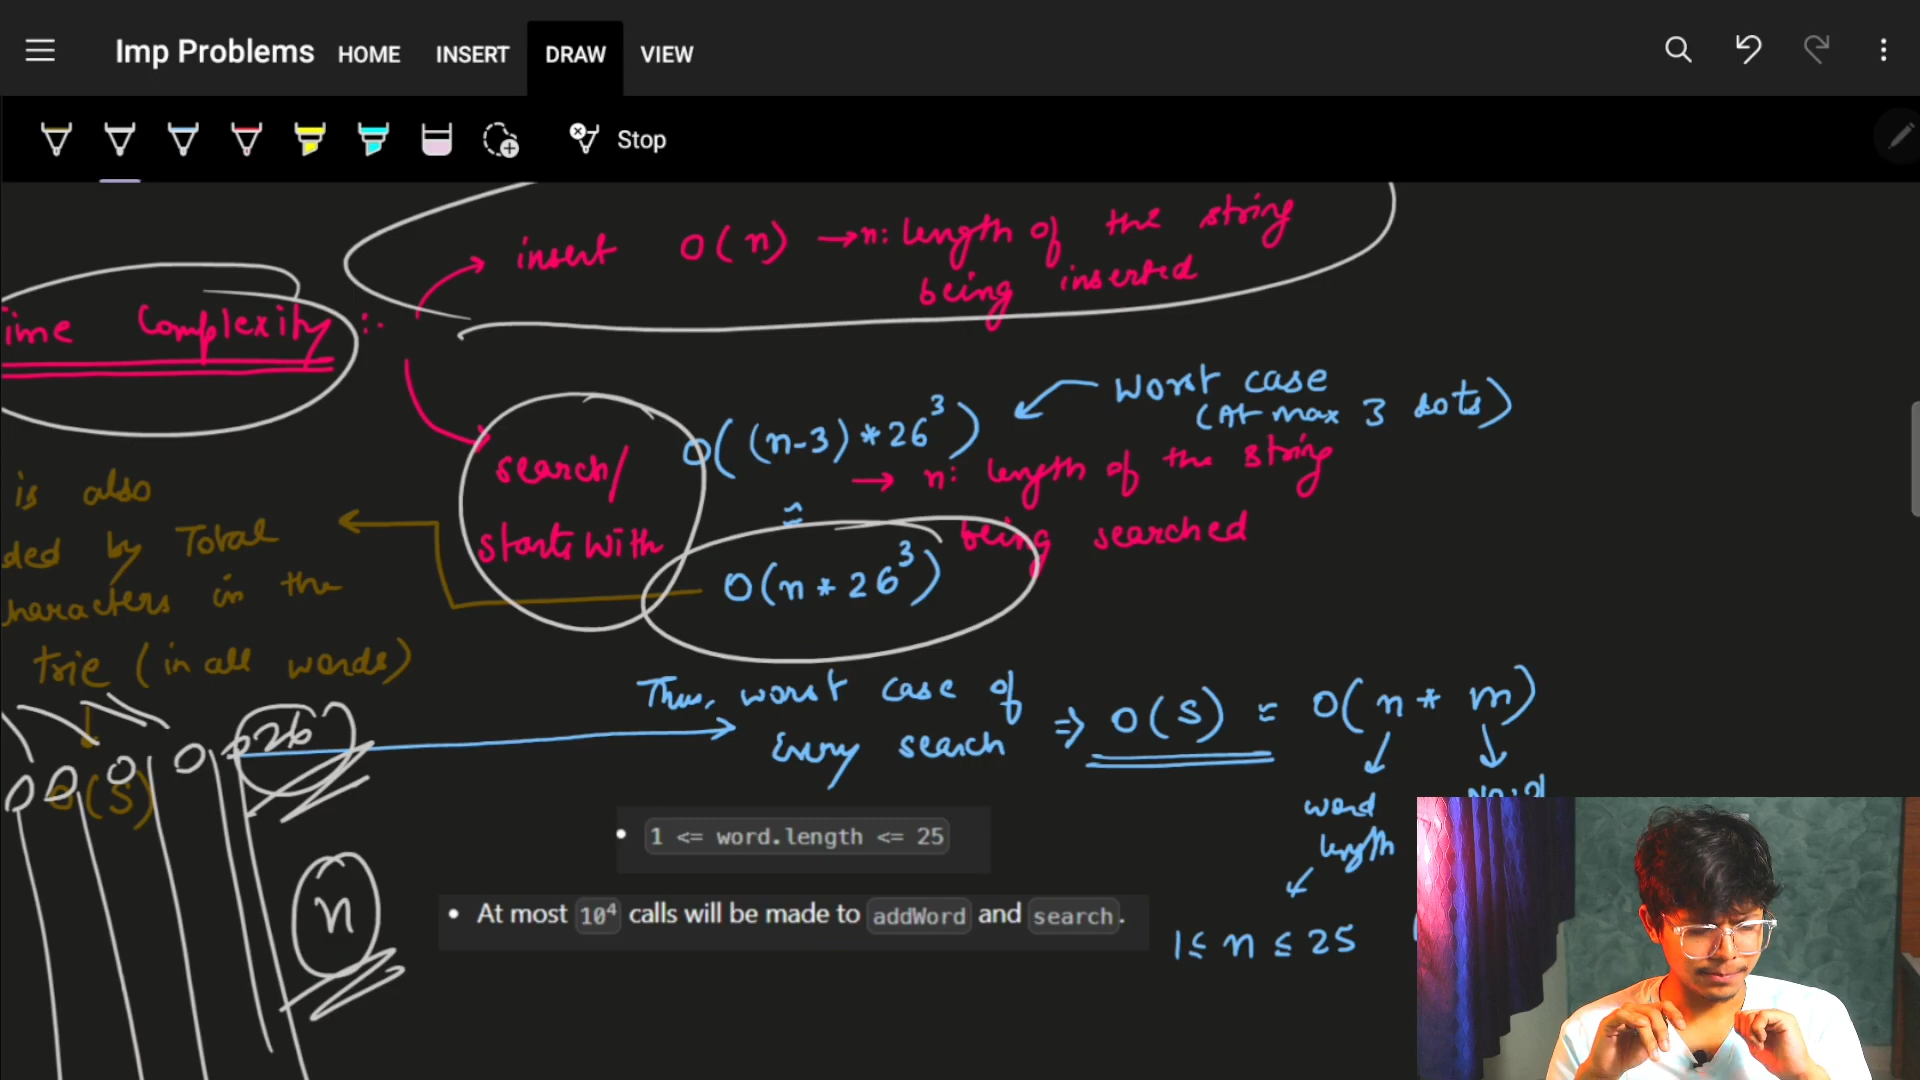 Imp Problems HOME INSERT DRAW VIEW
Stop
insert O(n) → n: length of the string
being inserted
ime Complexity :-
search/
starts with
O((n-3) * 26³)
worst case
(At max 3 dots)
→ n: length of the string
being searched
≈
O(n * 26³)
is also
ded by Total
haracters in the
trie (in all words)
O(S)
26
n
Thus, worst case of
Every search
⇒ O(S) ≈ O(n * m)
word
length
1 ≤ n ≤ 25
• 1 <= word.length <= 25
• At most 10⁴ calls will be made to addWord and search.